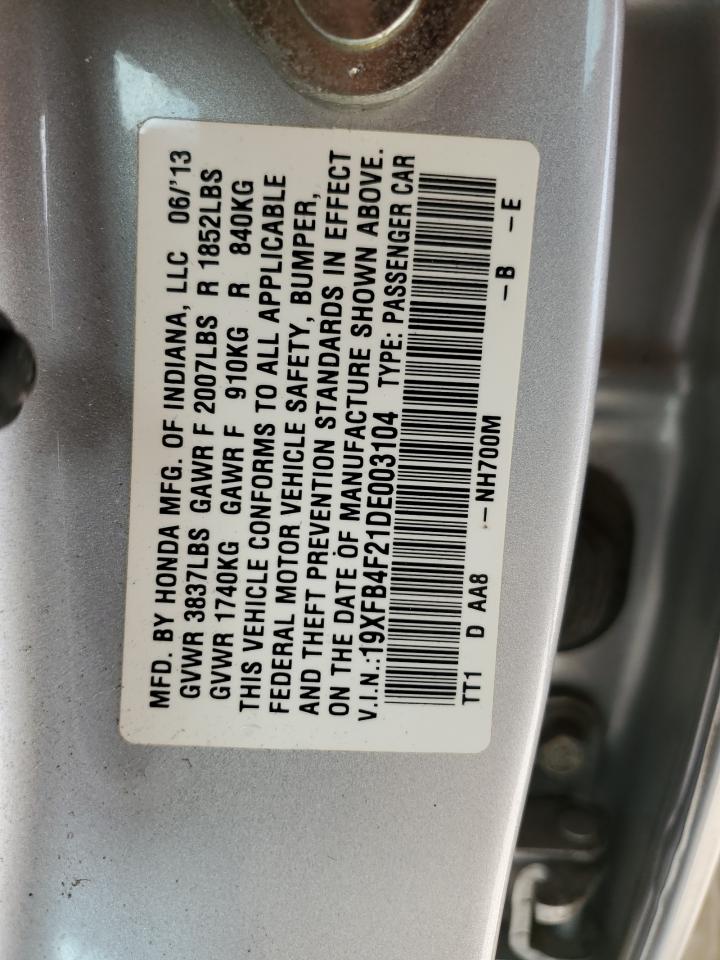 MFD. BY HONDA MFG. OF INDIANA, LLC 06/'13
GVWR 3837LBS GAWR F 2007LBS R 1852LBS
GVWR 1740KG GAWR F 910KG R 840KG
THIS VEHICLE CONFORMS TO ALL APPLICABLE
FEDERAL MOTOR VEHICLE SAFETY, BUMPER,
AND THEFT PREVENTION STANDARDS IN EFFECT
ON THE DATE OF MANUFACTURE SHOWN ABOVE.
V.I.N.:19XFB4F21DE003104 TYPE: PASSENGER CAR
TT1 D AA8 -NH700M -B -E